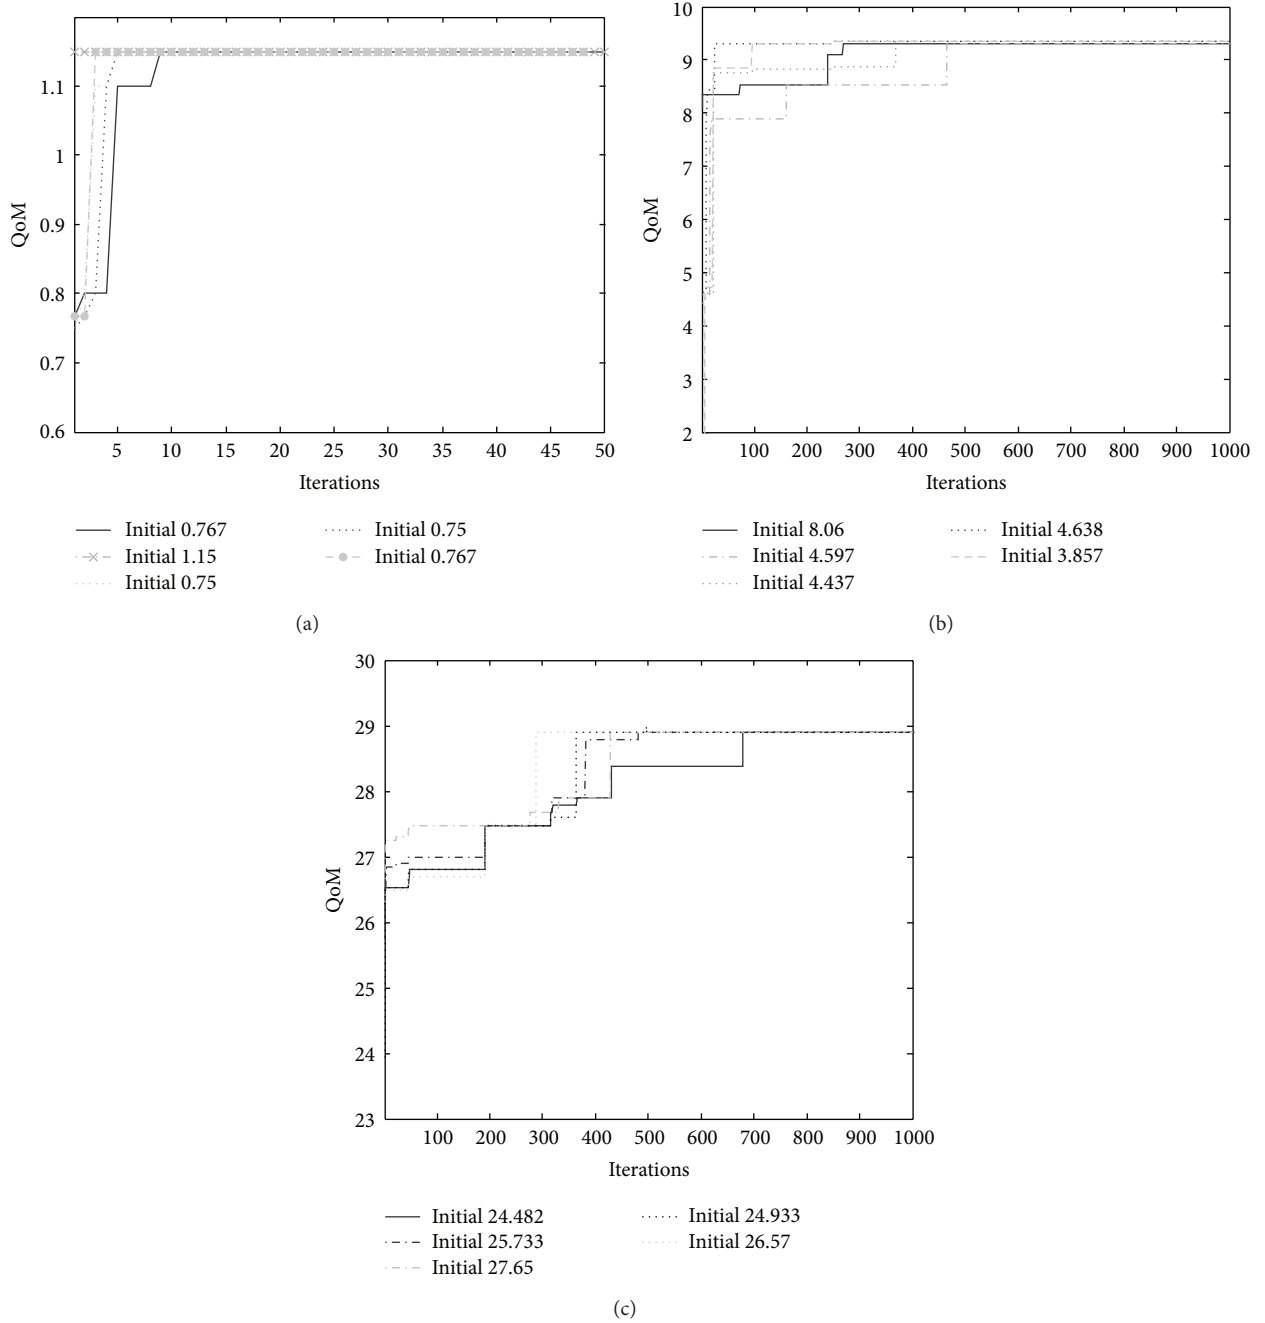 1.1
1
0.9
0.8
0.7
0.6
QoM
5 10 15 20 25 30 35 40 45 50
Iterations
Initial 0.767
Initial 1.15
Initial 0.75
Initial 0.75
Initial 0.767
(a)
10
9
8
7
6
5
4
3
2
QoM
100 200 300 400 500 600 700 800 900 1000
Iterations
Initial 8.06
Initial 4.597
Initial 4.437
Initial 4.638
Initial 3.857
(b)
30
29
28
27
26
25
24
23
QoM
100 200 300 400 500 600 700 800 900 1000
Iterations
Initial 24.482
Initial 25.733
Initial 27.65
Initial 24.933
Initial 26.57
(c)